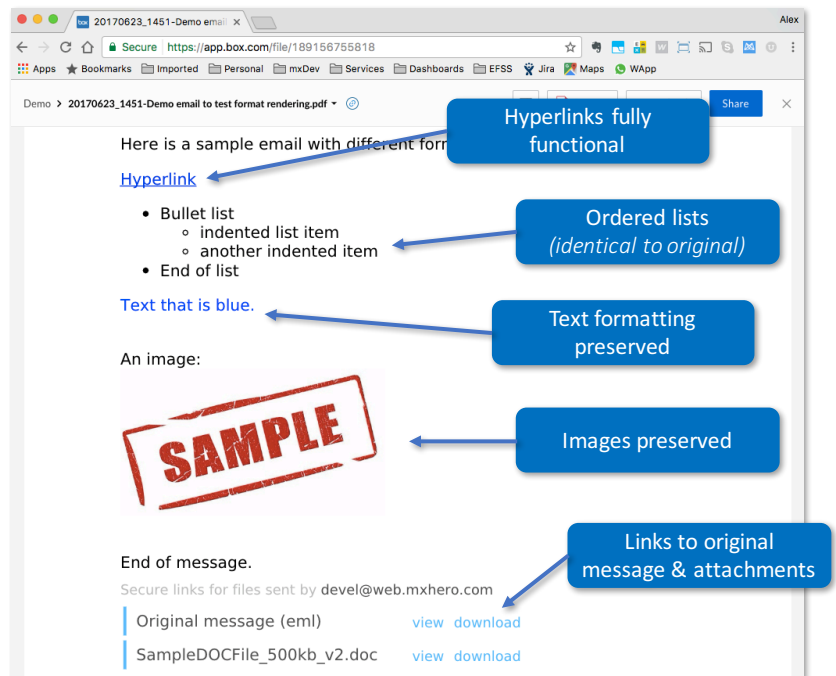 20170623_1451-Demo email
Alex
Secure https://app.box.com/file/189156755818
Apps Bookmarks Imported Personal mxDev Services Dashboards EFSS Jira Maps WApp
Demo > 20170623_1451-Demo email to test format rendering.pdf
Share
Hyperlinks fully
functional
Here is a sample email with different for
Hyperlink
• Bullet list
◦ indented list item
◦ another indented item
• End of list
Ordered lists
(identical to original)
Text that is blue.
Text formatting
preserved
An image:
SAMPLE
Images preserved
End of message.
Links to original
message & attachments
Secure links for files sent by devel@web.mxhero.com
Original message (eml) view download
SampleDOCFile_500kb_v2.doc view download